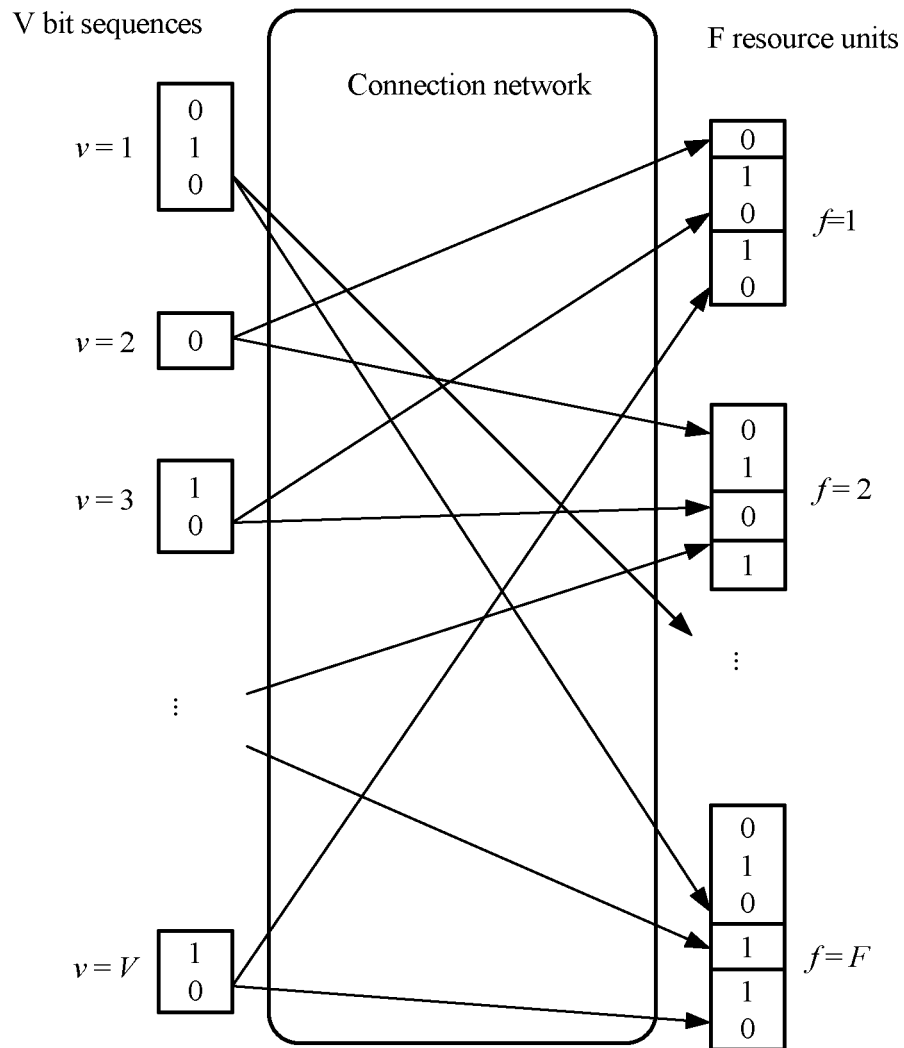 V bit sequences
F resource units
Connection network
v = 1
0
1
0
v = 2
0
v = 3
1
0
⋮
v = V
1
0
0
1
0
1
0
f=1
0
1
0
1
f = 2
⋮
0
1
0
1
1
0
f = F